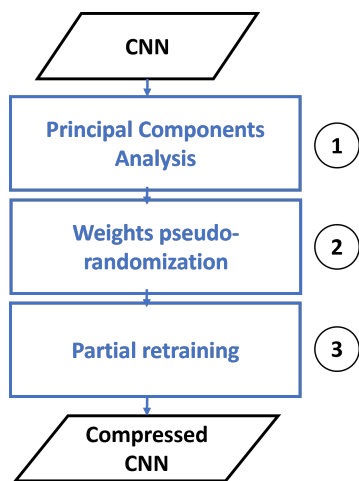 CNN
Principal Components
Analysis
1
Weights pseudo-
randomization
2
Partial retraining
3
Compressed
CNN